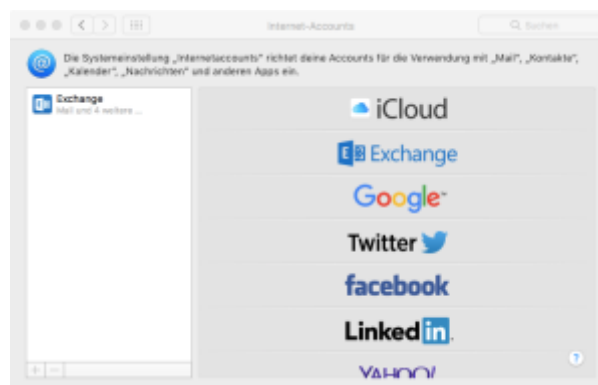 Internet-Accounts
Suchen
Die Systemeinstellung „Internetaccounts“ richtet deine Accounts für die Verwendung mit „Mail“, „Kontakte“,
„Kalender“, „Nachrichten“ und anderen Apps ein.
Exchange
Mail und 4 weitere ...
iCloud
E B Exchange
Google™
Twitter
facebook
Linked in.
YAHOO!
+ −
?